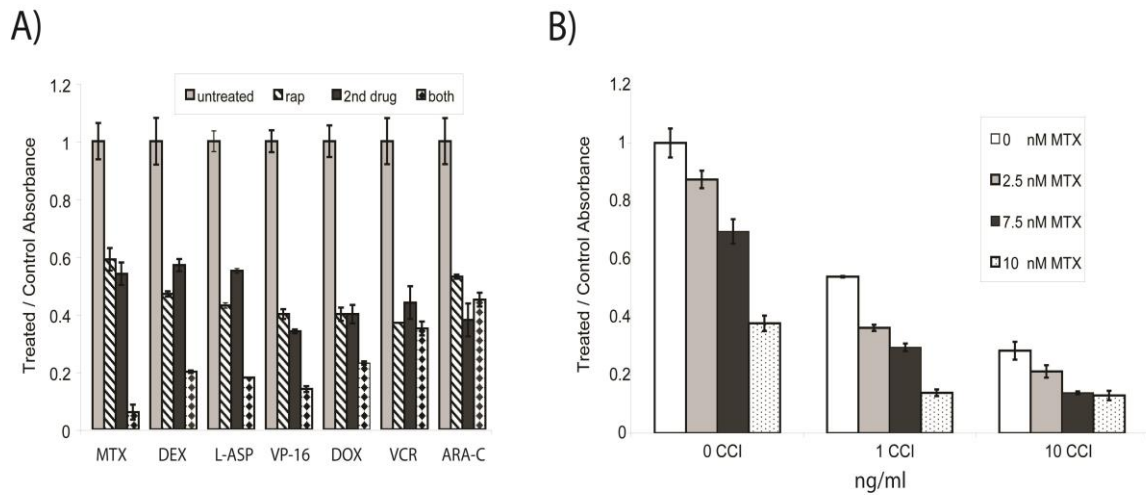 A)
Treated / Control Absorbance
1.2
1
0.8
0.6
0.4
0.2
0
untreated rap 2nd drug both
MTX DEX L-ASP VP-16 DOX VCR ARA-C
B)
Treated / Control Absorbance
1.2
1
0.8
0.6
0.4
0.2
0
0 nM MTX
2.5 nM MTX
7.5 nM MTX
10 nM MTX
0 CCI 1 CCI 10 CCI
ng/ml